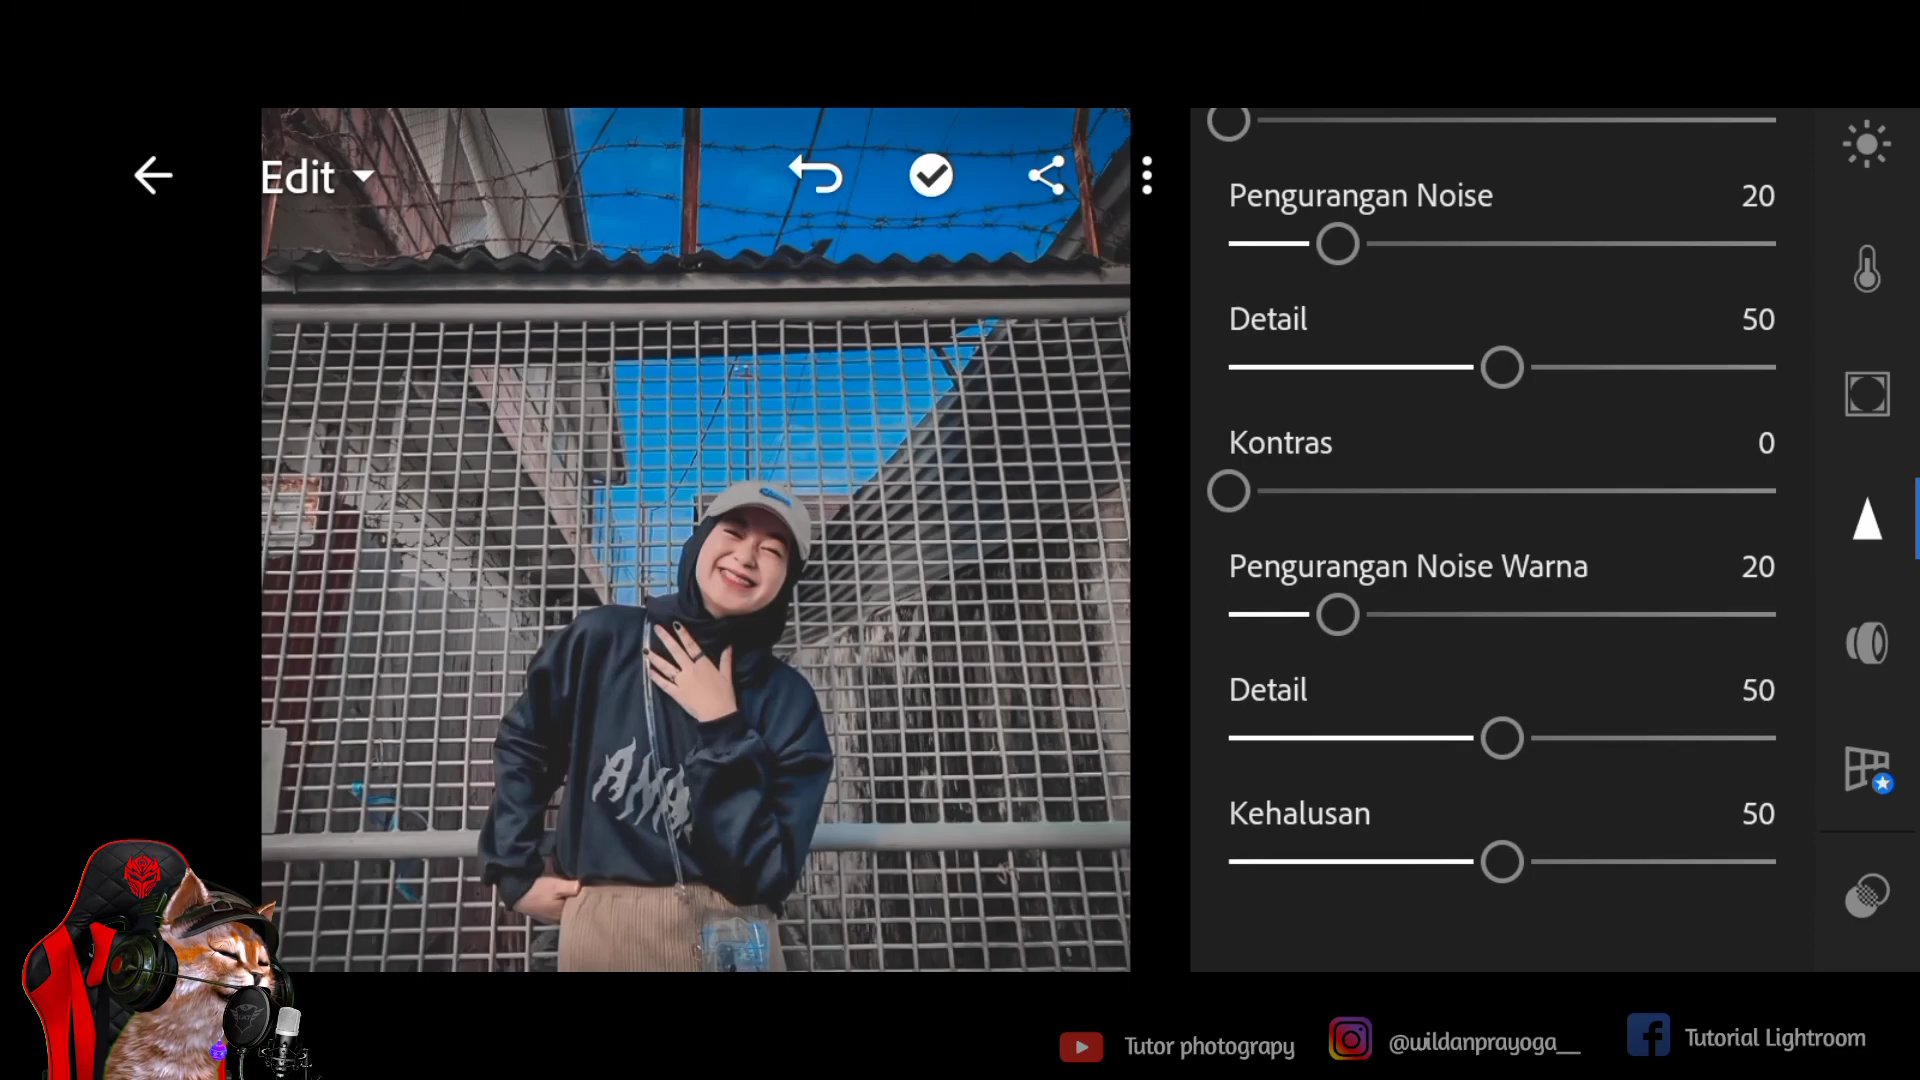 Edit
Pengurangan Noise 20
Detail 50
Kontras 0
Pengurangan Noise Warna 20
Detail 50
Kehalusan 50
Tutor photograpy
@wildanprayoga__
Tutorial Lightroom